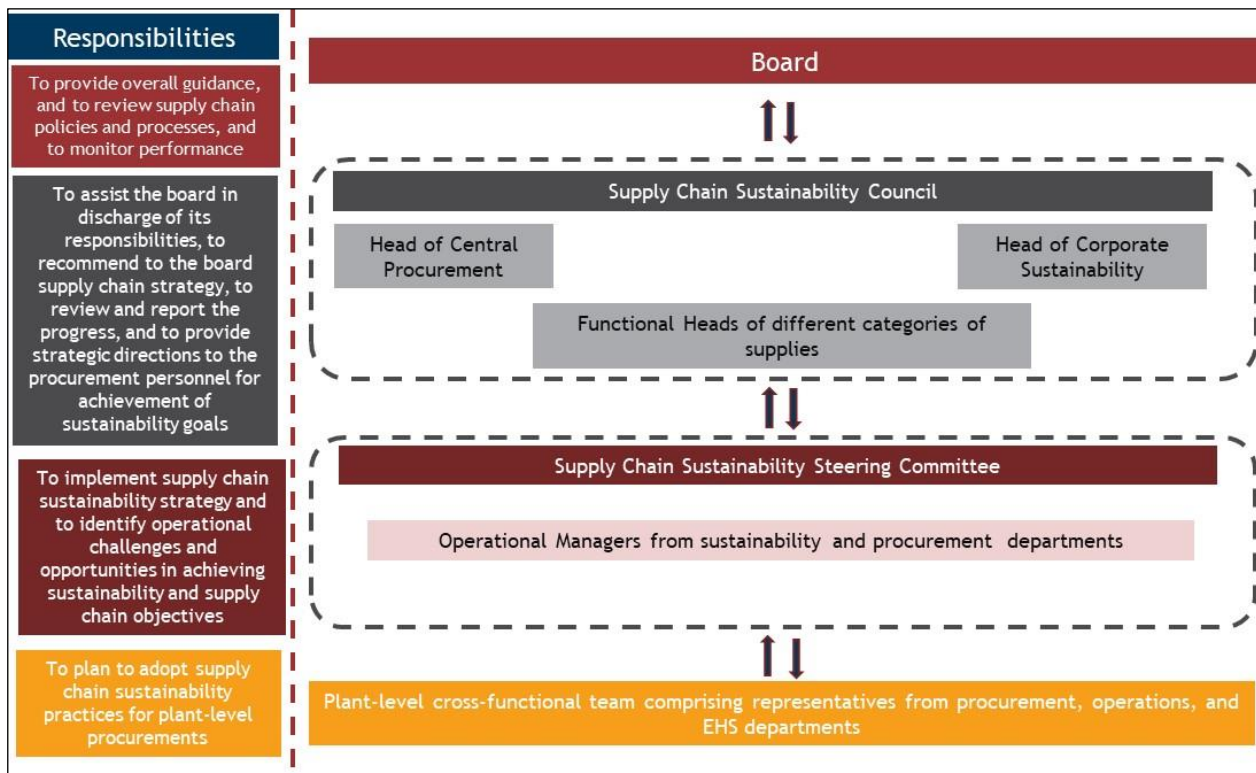 Responsibilities
To provide overall guidance,
and to review supply chain
policies and processes, and
to monitor performance
To assist the board in
discharge of its
responsibilities, to
recommend to the board
supply chain strategy, to
review and report the
progress, and to provide
strategic directions to the
procurement personnel for
achievement of
sustainability goals
To implement supply chain
sustainability strategy and
to identify operational
challenges and
opportunities in achieving
sustainability and supply
chain objectives
To plan to adopt supply
chain sustainability
practices for plant-level
procurements
Board
Supply Chain Sustainability Council
Head of Central
Procurement
Head of Corporate
Sustainability
Functional Heads of different categories of
supplies
Supply Chain Sustainability Steering Committee
Operational Managers from sustainability and procurement departments
Plant-level cross-functional team comprising representatives from procurement, operations, and
EHS departments